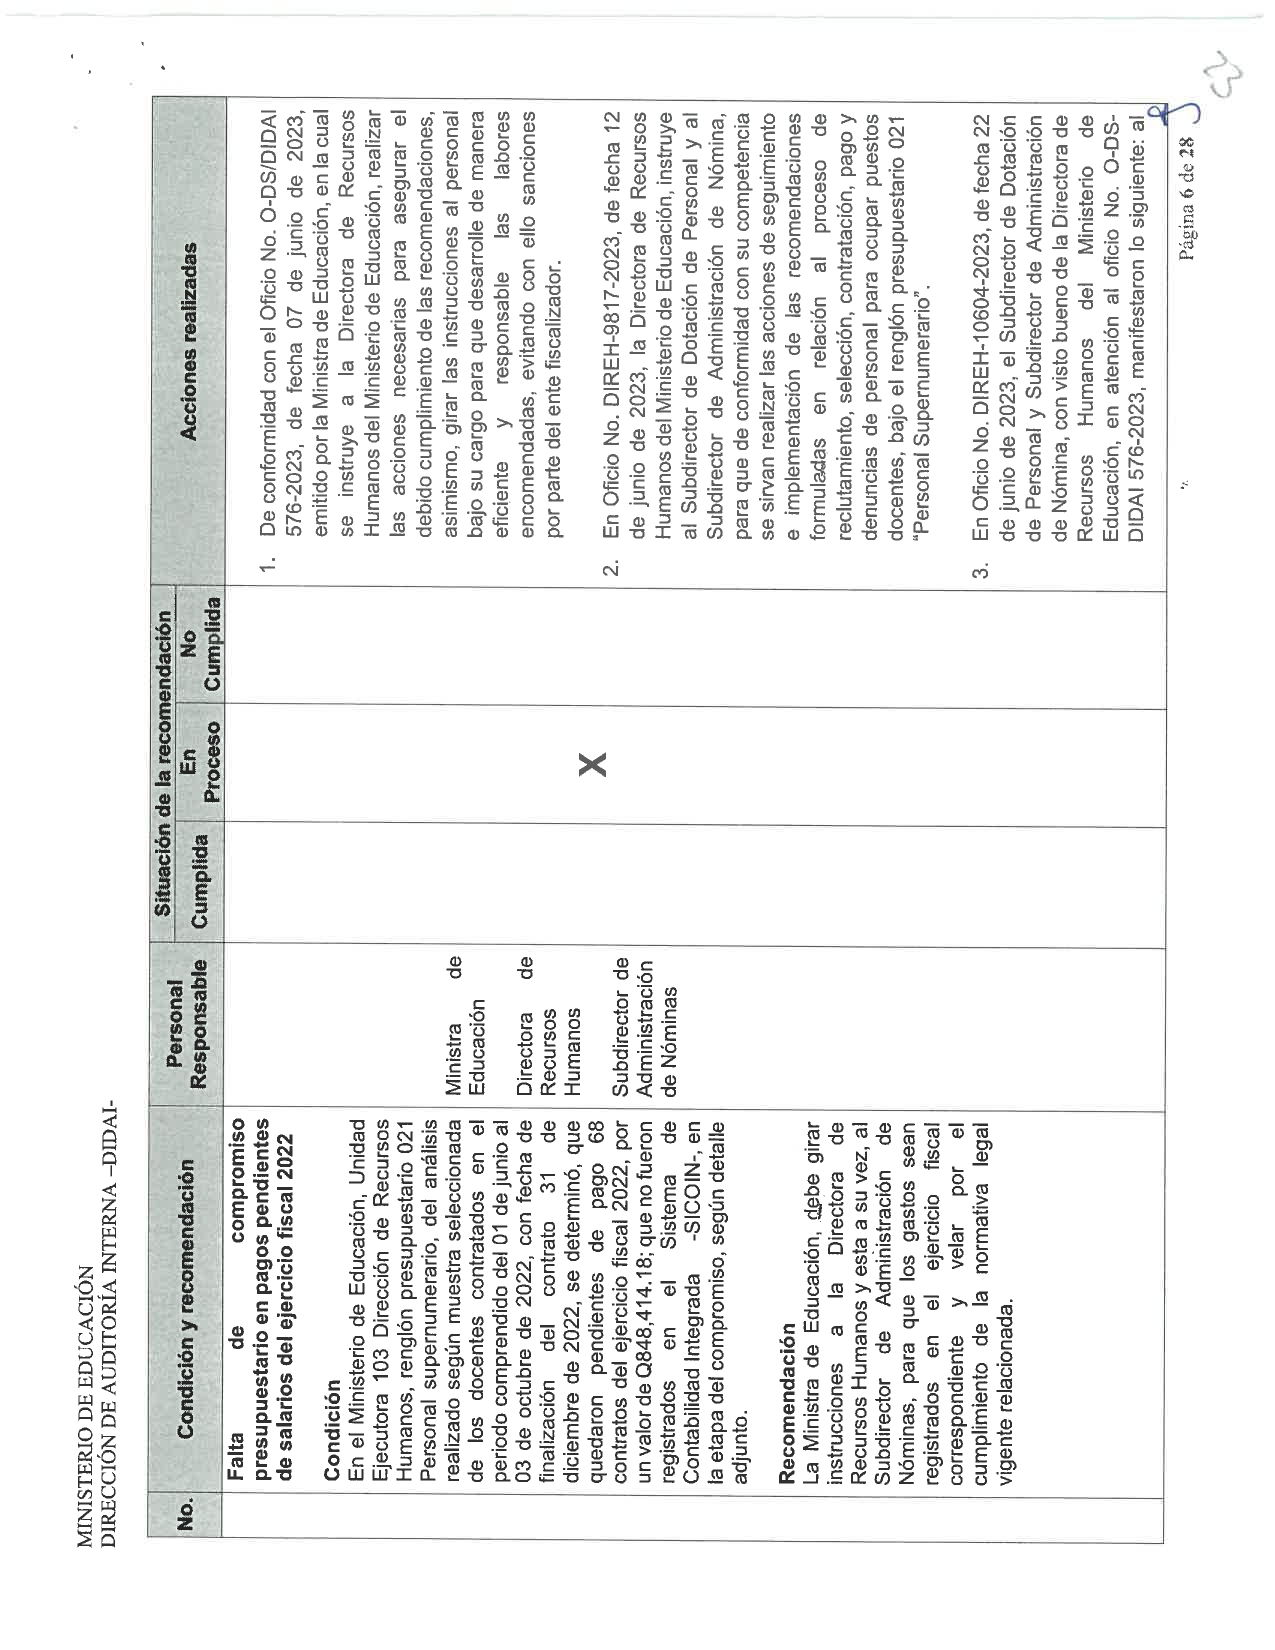 MINISTERIO DE EDUCACIÓN
DIRECCIÓN DE AUDITORÍA INTERNA –DIDAI-
No.
Condición y recomendación
Personal
Responsable
Situación de la recomendación
Cumplida
En
Proceso
No
Cumplida
Acciones realizadas
Falta de compromiso
presupuestario en pagos pendientes
de salarios del ejercicio fiscal 2022
Condición
En el Ministerio de Educación, Unidad
Ejecutora 103 Dirección de Recursos
Humanos, renglón presupuestario 021
Personal supernumerario, del análisis
realizado según muestra seleccionada
de los docentes contratados en el
periodo comprendido del 01 de junio al
03 de octubre de 2022, con fecha de
finalización del contrato 31 de
diciembre de 2022, se determinó, que
quedaron pendientes de pago 68
contratos del ejercicio fiscal 2022, por
un valor de Q848,414.18; que no fueron
registrados en el Sistema de
Contabilidad Integrada -SICOIN-, en
la etapa del compromiso, según detalle
adjunto.
Recomendación
La Ministra de Educación, debe girar
instrucciones a la Directora de
Recursos Humanos y esta a su vez, al
Subdirector de Administración de
Nóminas, para que los gastos sean
registrados en el ejercicio fiscal
correspondiente y velar por el
cumplimiento de la normativa legal
vigente relacionada.
Ministra de
Educación
Directora de
Recursos
Humanos
Subdirector de
Administración
de Nóminas
X
1. De conformidad con el Oficio No. O-DS/DIDAI
576-2023, de fecha 07 de junio de 2023,
emitido por la Ministra de Educación, en la cual
se instruye a la Directora de Recursos
Humanos del Ministerio de Educación, realizar
las acciones necesarias para asegurar el
debido cumplimiento de las recomendaciones,
asimismo, girar las instrucciones al personal
bajo su cargo para que desarrolle de manera
eficiente y responsable las labores
encomendadas, evitando con ello sanciones
por parte del ente fiscalizador.
2. En Oficio No. DIREH-9817-2023, de fecha 12
de junio de 2023, la Directora de Recursos
Humanos del Ministerio de Educación, instruye
al Subdirector de Dotación de Personal y al
Subdirector de Administración de Nómina,
para que de conformidad con su competencia
se sirvan realizar las acciones de seguimiento
e implementación de las recomendaciones
formuladas en relación al proceso de
reclutamiento, selección, contratación, pago y
denuncias de personal para ocupar puestos
docentes, bajo el renglón presupuestario 021
“Personal Supernumerario”.
3. En Oficio No. DIREH-10604-2023, de fecha 22
de junio de 2023, el Subdirector de Dotación
de Personal y Subdirector de Administración
de Nómina, con visto bueno de la Directora de
Recursos Humanos del Ministerio de
Educación, en atención al oficio No. O-DS-
DIDAI 576-2023, manifestaron lo siguiente: al
Página 6 de 28
23